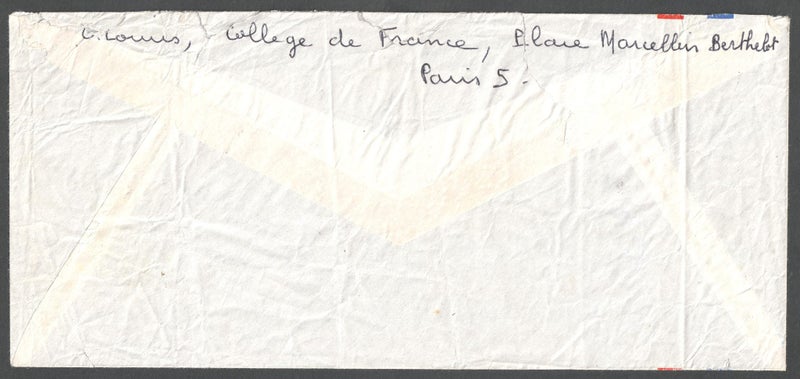 G. Louis, College de France, Place Marcellin Berthelot
Paris 5.